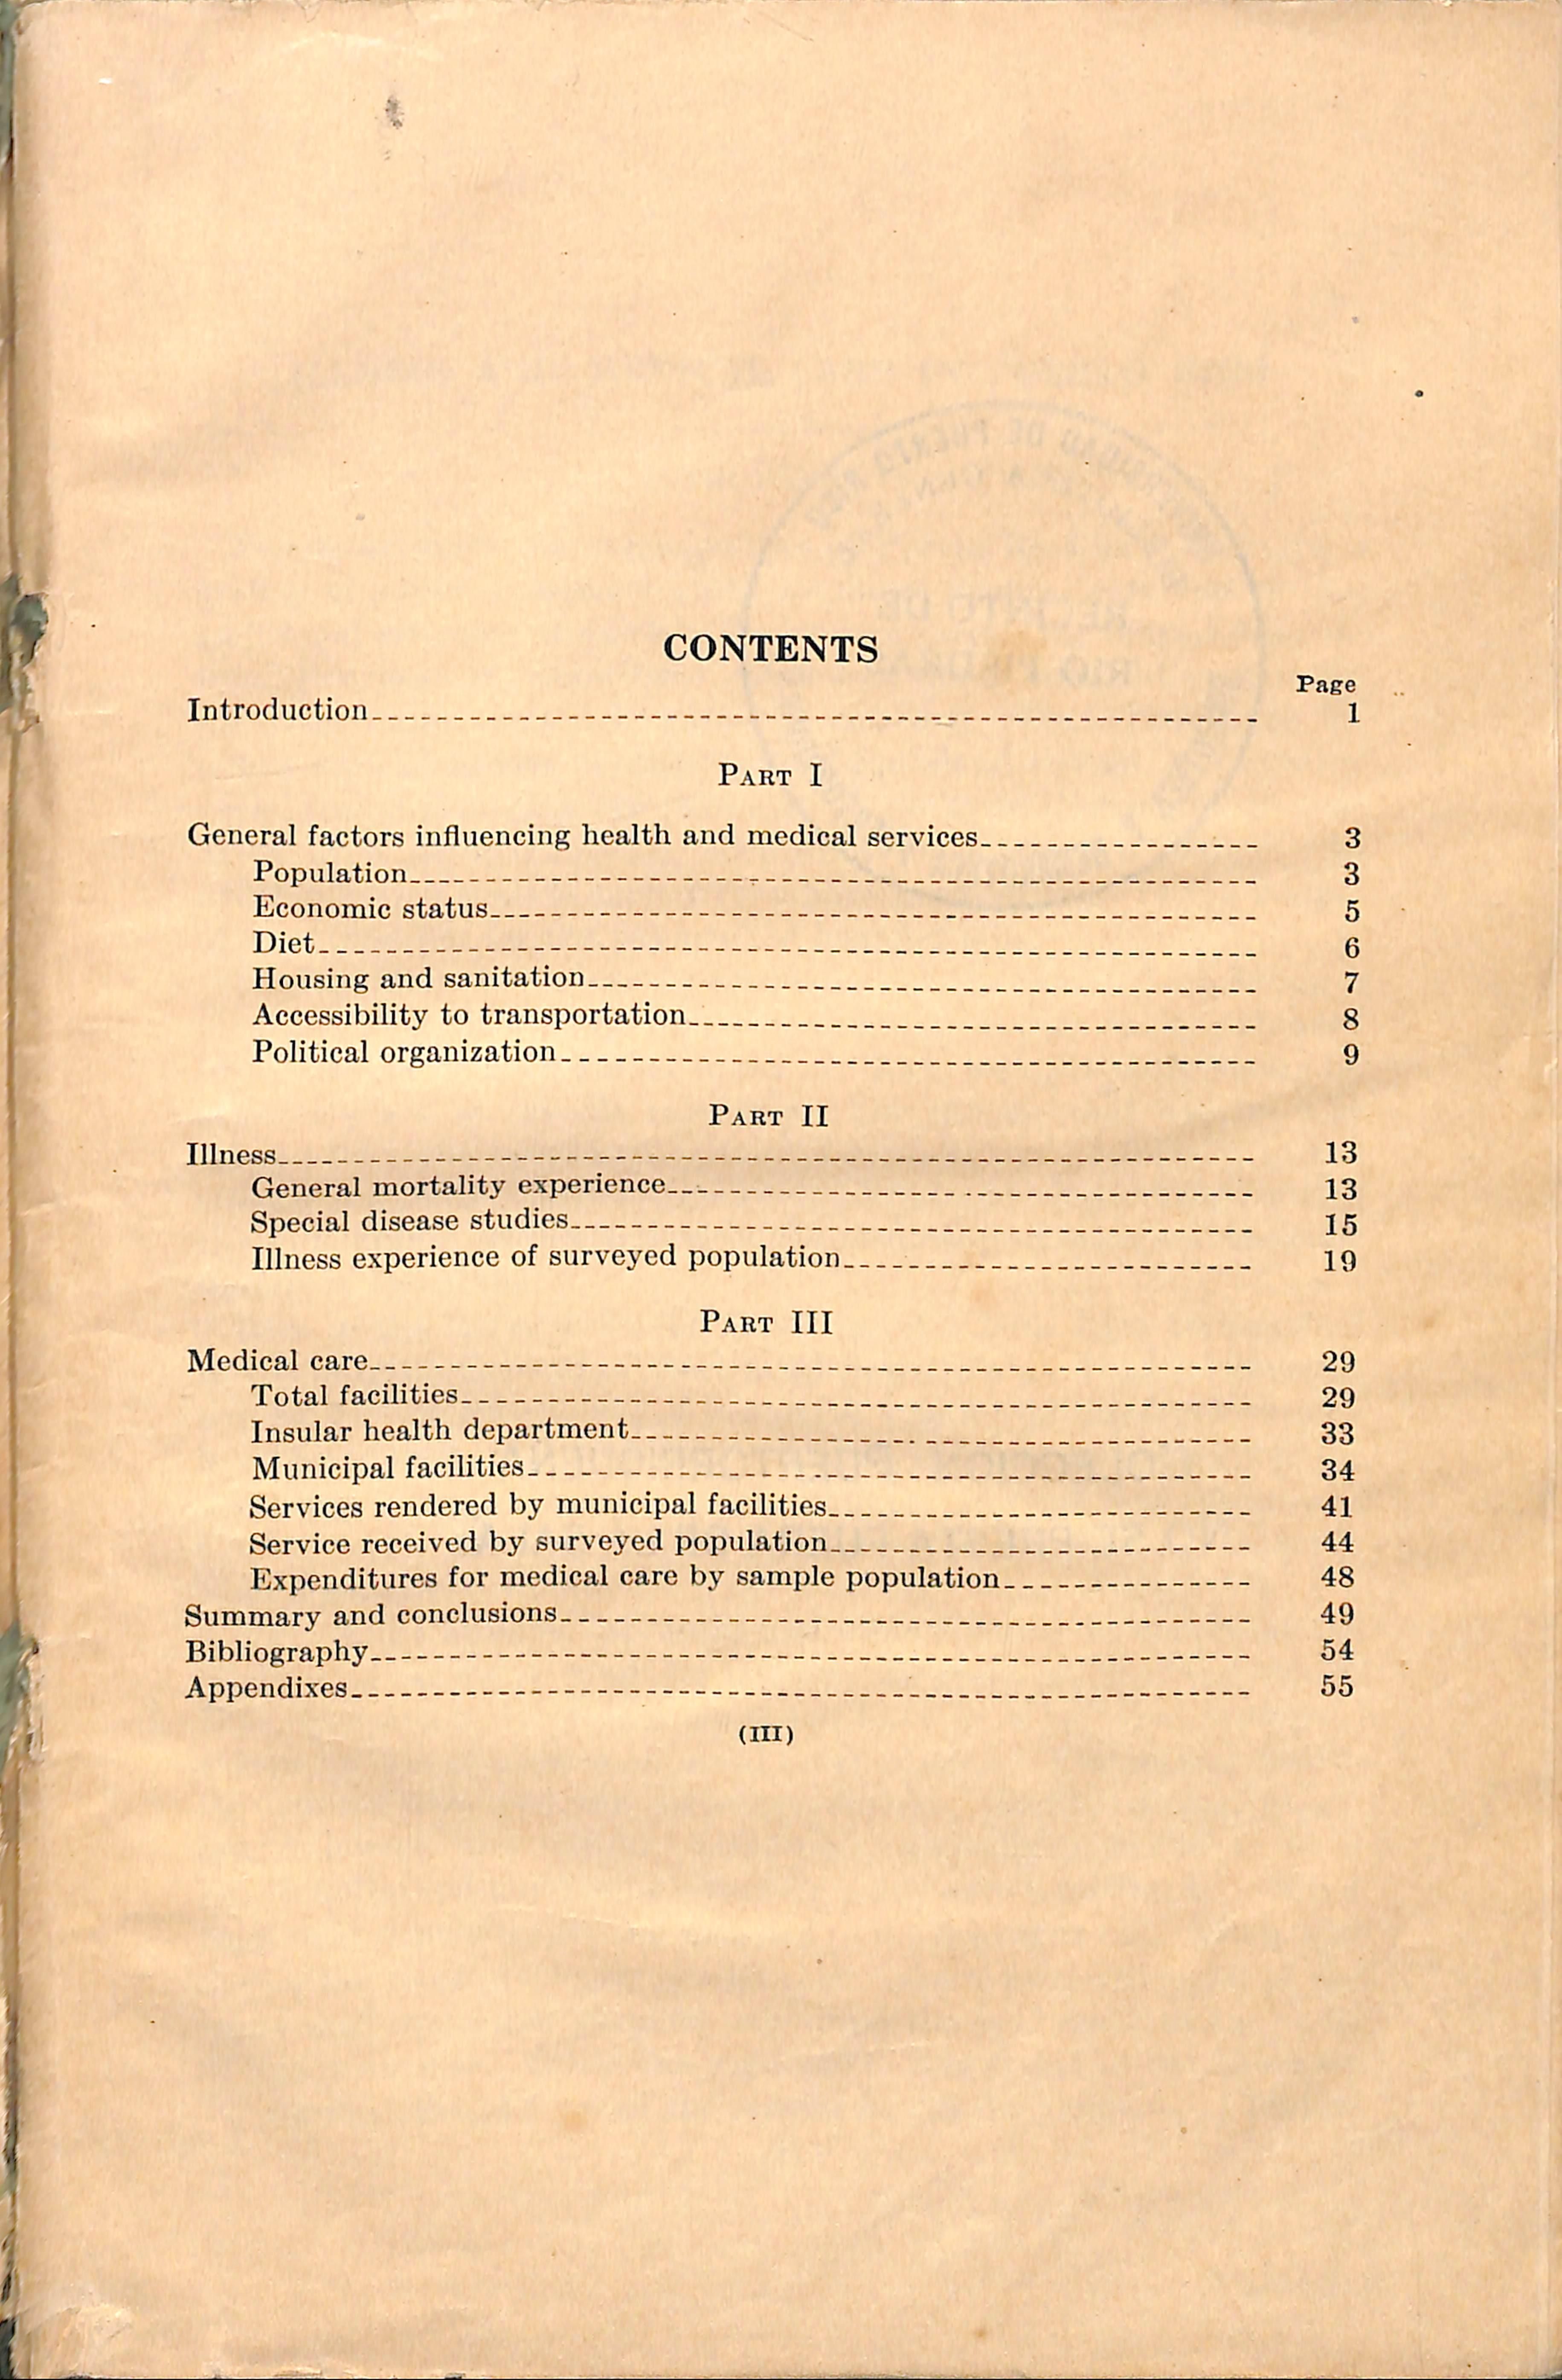 CONTENTS
Page
Introduction 1
PART I
General factors influencing health and medical services 3
Population 3
Economic status 5
Diet 6
Housing and sanitation 7
Accessibility to transportation 8
Political organization 9
PART II
Illness 13
General mortality experience 13
Special disease studies 15
Illness experience of surveyed population 19
PART III
Medical care 29
Total facilities 29
Insular health department 33
Municipal facilities 34
Services rendered by municipal facilities 41
Service received by surveyed population 44
Expenditures for medical care by sample population 48
Summary and conclusions 49
Bibliography 54
Appendixes 55
(III)